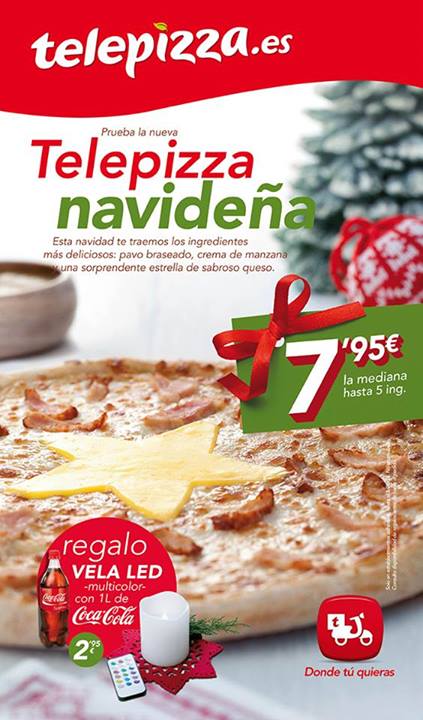 telepizza.es
Prueba la nueva
Telepizza
navideña
Esta navidad te traemos los ingredientes
más deliciosos: pavo braseado, crema de manzana
y una sorprendente estrella de sabroso queso.
7'95€
la mediana
hasta 5 ing.
regalo
VELA LED
-multicolor-
con 1L de
Coca-Cola
2'95€
Coca-Cola
Donde tú quieras